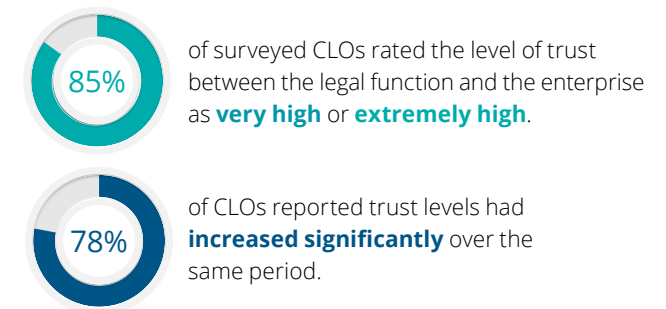 85%
of surveyed CLOs rated the level of trust
between the legal function and the enterprise
as very high or extremely high.
78%
of CLOs reported trust levels had
increased significantly over the
same period.